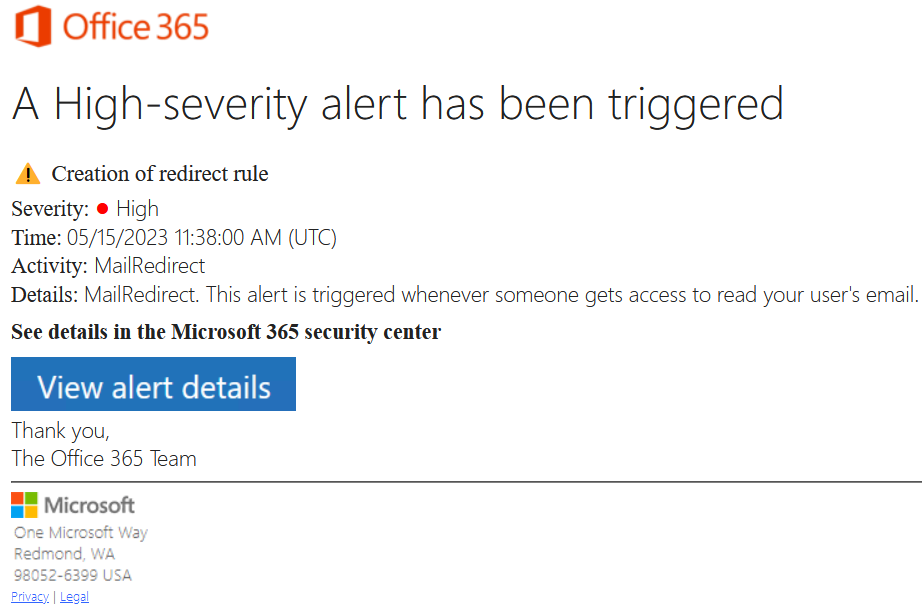 Office 365
A High-severity alert has been triggered
Creation of redirect rule
Severity: High
Time: 05/15/2023 11:38:00 AM (UTC)
Activity: MailRedirect
Details: MailRedirect. This alert is triggered whenever someone gets access to read your user's email.
See details in the Microsoft 365 security center
View alert details
Thank you,
The Office 365 Team
Microsoft
One Microsoft Way
Redmond, WA
98052-6399 USA
Privacy | Legal